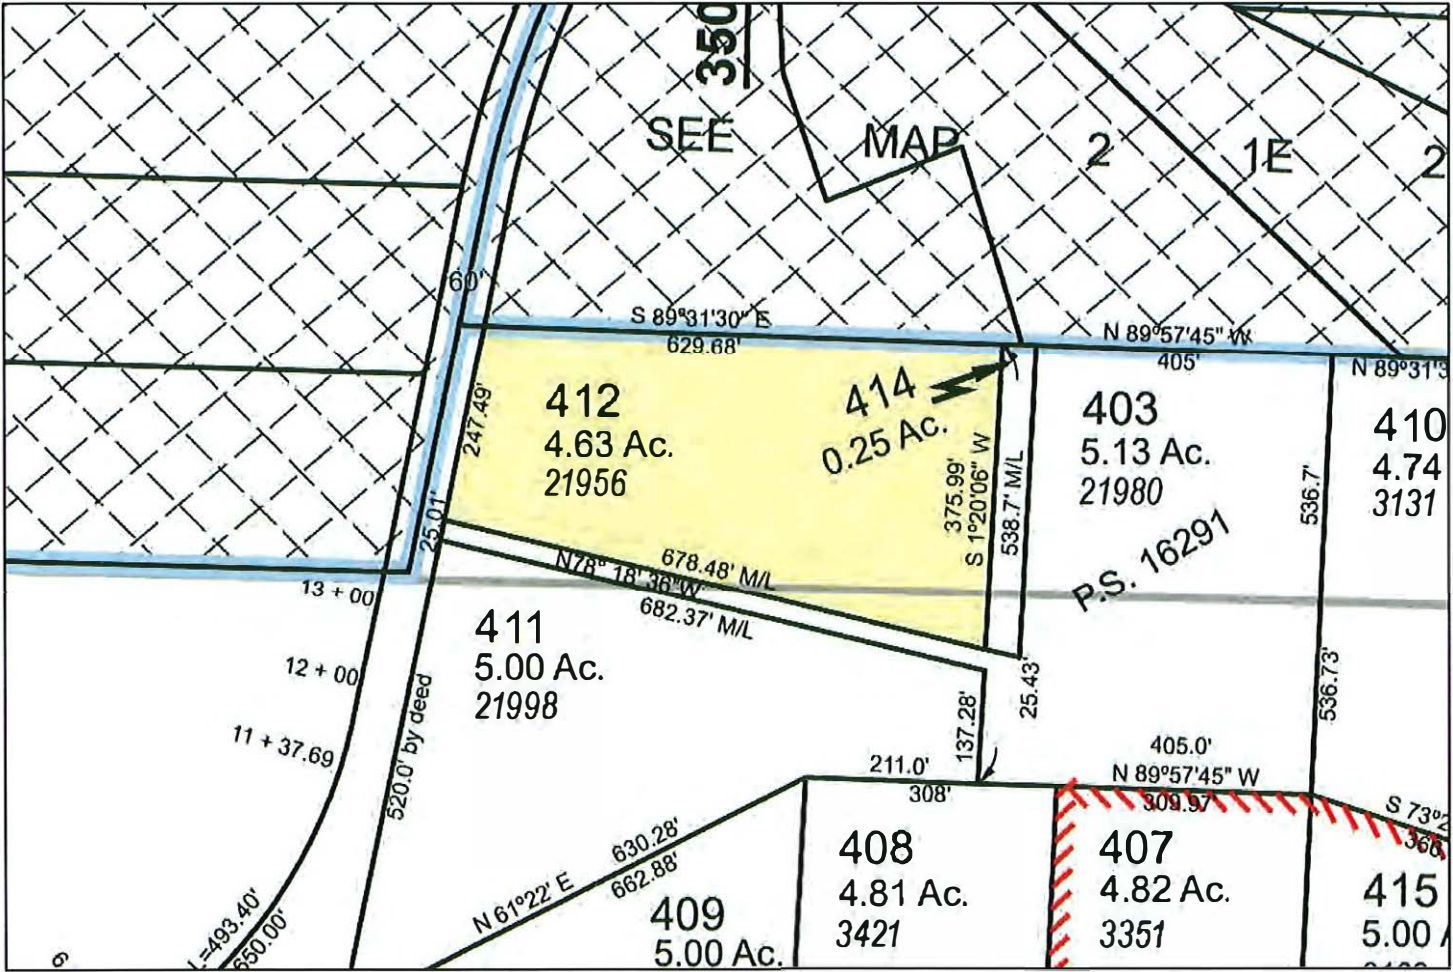 350
SEE MAP 2 1E 2
60'
S 89°31'30" E
629.68'
N 89°57'45" W
405'
N 89°31'3
247.49'
412
4.63 Ac.
21956
414
0.25 Ac.
375.99'
S 1°20'06" W
538.7' M/L
403
5.13 Ac.
21980
536.7'
410
4.74
3131
P.S. 16291
25.01'
678.48' M/L
N78° 18' 36"W
682.37' M/L
13 + 00
12 + 00
11 + 37.69
411
5.00 Ac.
21998
520.0' by deed
137.28'
25.43'
536.73'
211.0'
308'
405.0'
N 89°57'45" W
309.97'
S 73°2
366
630.28'
N 61°22' E
662.88'
409
5.00 Ac.
408
4.81 Ac.
3421
407
4.82 Ac.
3351
415
5.00
L=493.40'
650.00'